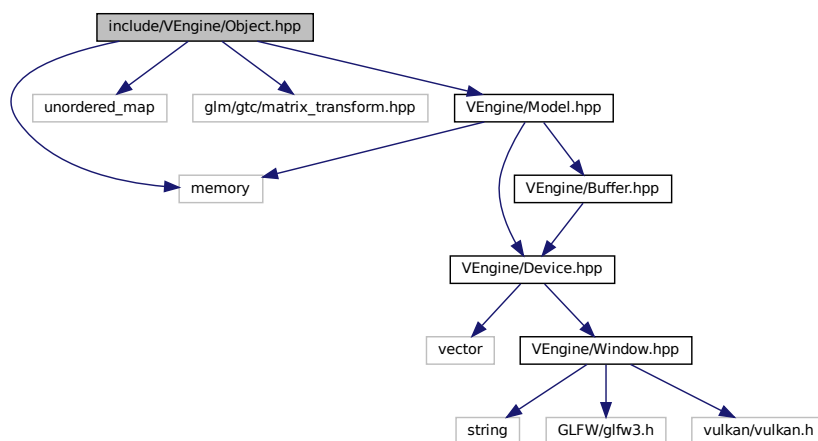 include/VEngine/Object.hpp
unordered_map
glm/gtc/matrix_transform.hpp
VEngine/Model.hpp
memory
VEngine/Buffer.hpp
VEngine/Device.hpp
vector
VEngine/Window.hpp
string
GLFW/glfw3.h
vulkan/vulkan.h